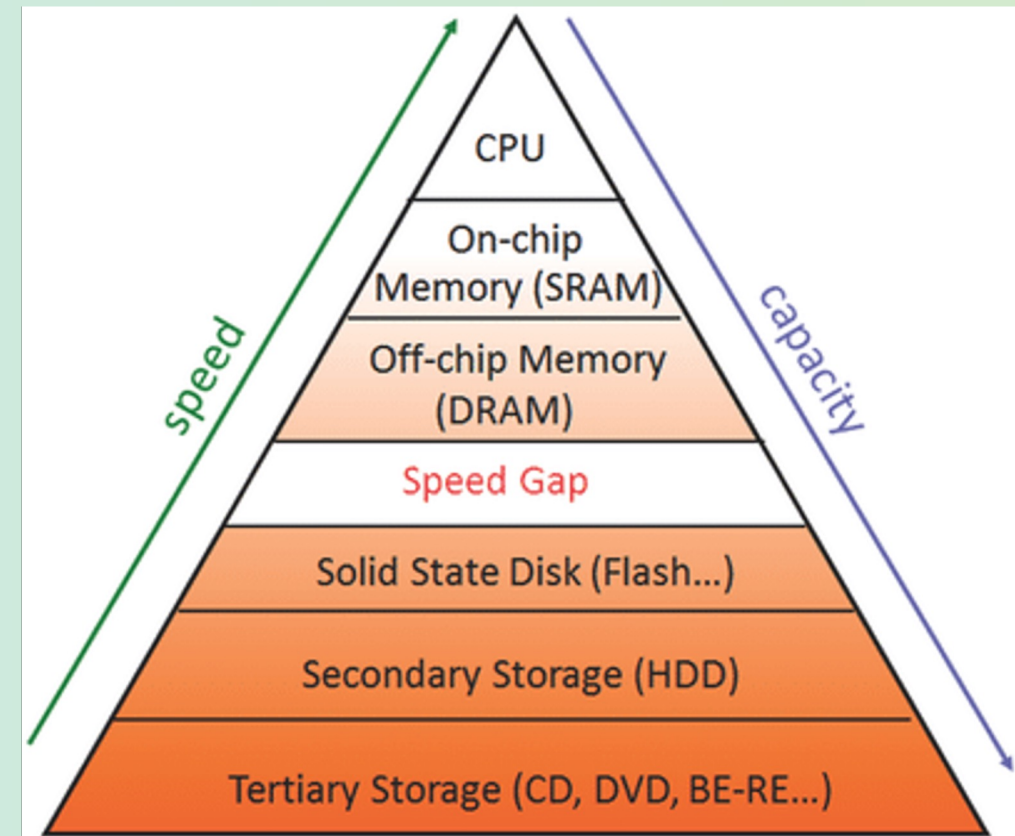 CPU
On-chip
Memory (SRAM)
Off-chip Memory
(DRAM)
Speed Gap
Solid State Disk (Flash...)
Secondary Storage (HDD)
Tertiary Storage (CD, DVD, BE-RE...)
speed
capacity